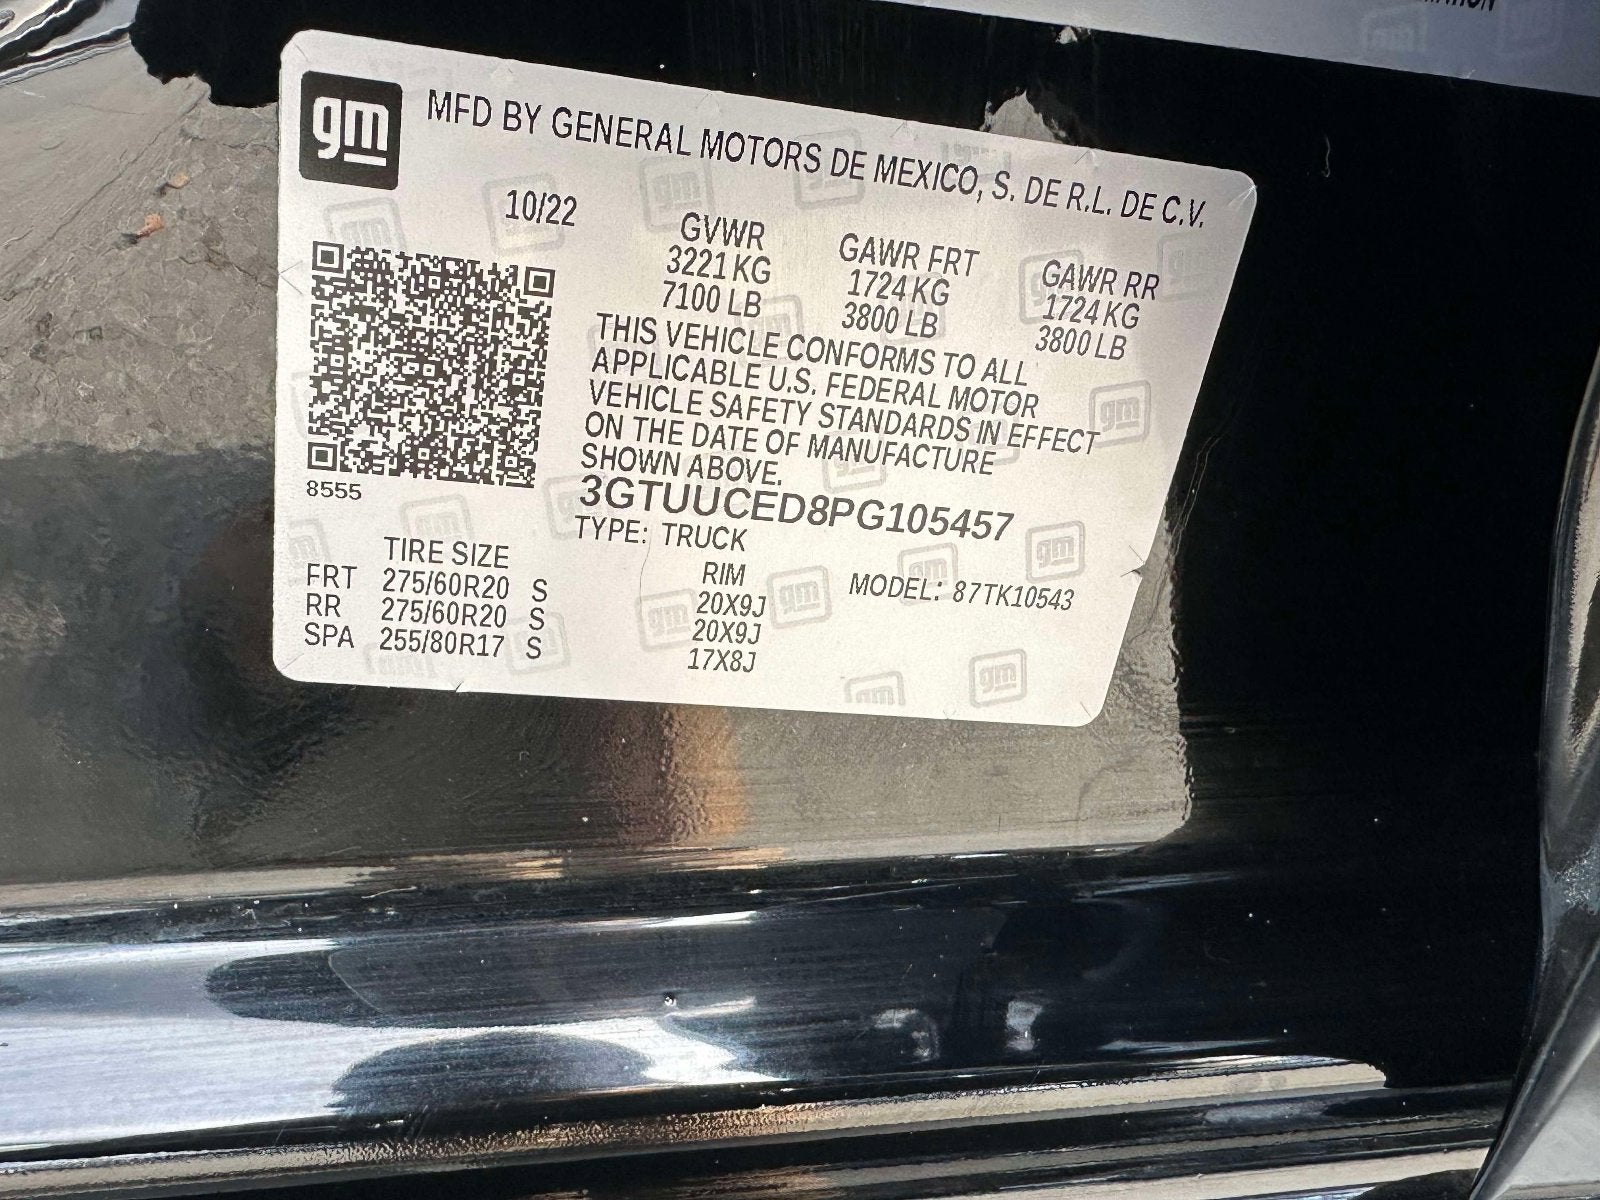 gm
MFD BY GENERAL MOTORS DE MEXICO, S. DE R.L. DE C.V.
10/22
GVWR GAWR FRT GAWR RR
3221 KG 1724 KG 1724 KG
7100 LB 3800 LB 3800 LB
THIS VEHICLE CONFORMS TO ALL
APPLICABLE U.S. FEDERAL MOTOR
VEHICLE SAFETY STANDARDS IN EFFECT
ON THE DATE OF MANUFACTURE
SHOWN ABOVE.
8555
3GTUUCED8PG105457
TYPE: TRUCK
TIRE SIZE RIM MODEL: 87TK10543
FRT 275/60R20 S 20X9J
RR 275/60R20 S 20X9J
SPA 255/80R17 S 17X8J